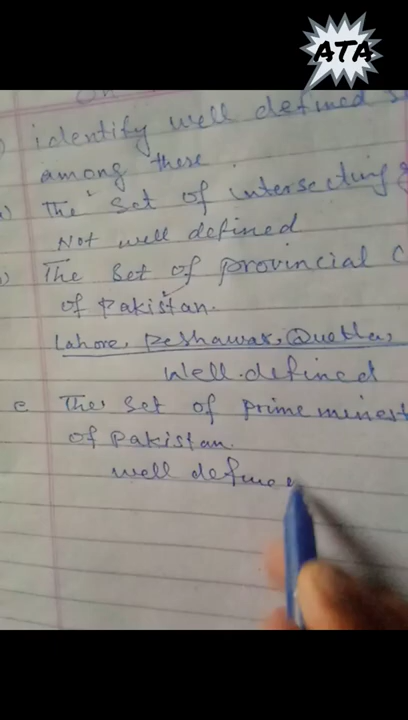 ATA
identify well defined
among these
The set of intersecting
Not well defined
The set of provincial C
of Pakistan.
Lahore, Peshawar, Quetta,
Well-defined
c The set of prime minest
of Pakistan.
well define